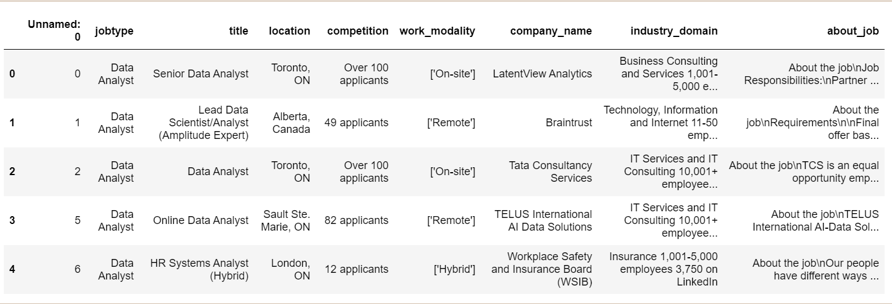 Unnamed: 0 jobtype title location competition work_modality company_name industry_domain about_job
0 0 Data Analyst Senior Data Analyst Toronto, ON Over 100 applicants ['On-site'] LatentView Analytics Business Consulting and Services 1,001-5,000 e... About the job\nJob Responsibilities:\nPartner ...
1 1 Data Analyst Lead Data Scientist/Analyst (Amplitude Expert) Alberta, Canada 49 applicants ['Remote'] Braintrust Technology, Information and Internet 11-50 emp... About the job\nRequirements\n\nFinal offer bas...
2 2 Data Analyst Data Analyst Toronto, ON Over 100 applicants ['On-site'] Tata Consultancy Services IT Services and IT Consulting 10,001+ employee... About the job\nTCS is an equal opportunity emp...
3 5 Data Analyst Online Data Analyst Sault Ste. Marie, ON 82 applicants ['Remote'] TELUS International AI Data Solutions IT Services and IT Consulting 10,001+ employee... About the job\nTELUS International AI-Data Sol...
4 6 Data Analyst HR Systems Analyst (Hybrid) London, ON 12 applicants ['Hybrid'] Workplace Safety and Insurance Board (WSIB) Insurance 1,001-5,000 employees 3,750 on LinkedIn About the job\nOur people have different ways ...